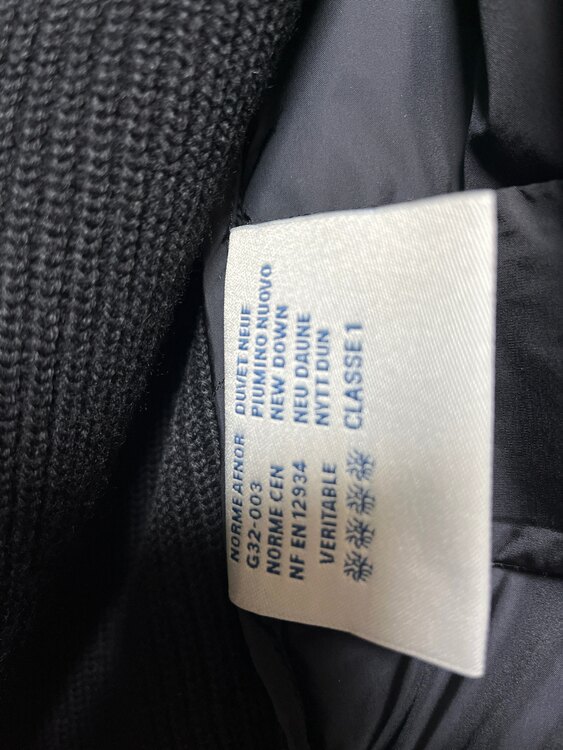 NORME AFNOR
G32-003
NORME CEN
NF EN 12934
VERITABLE
DUVET NEUF
PIUMINO NUOVO
NEW DOWN
NEU DAUNE
NYTT DUN
CLASSE 1